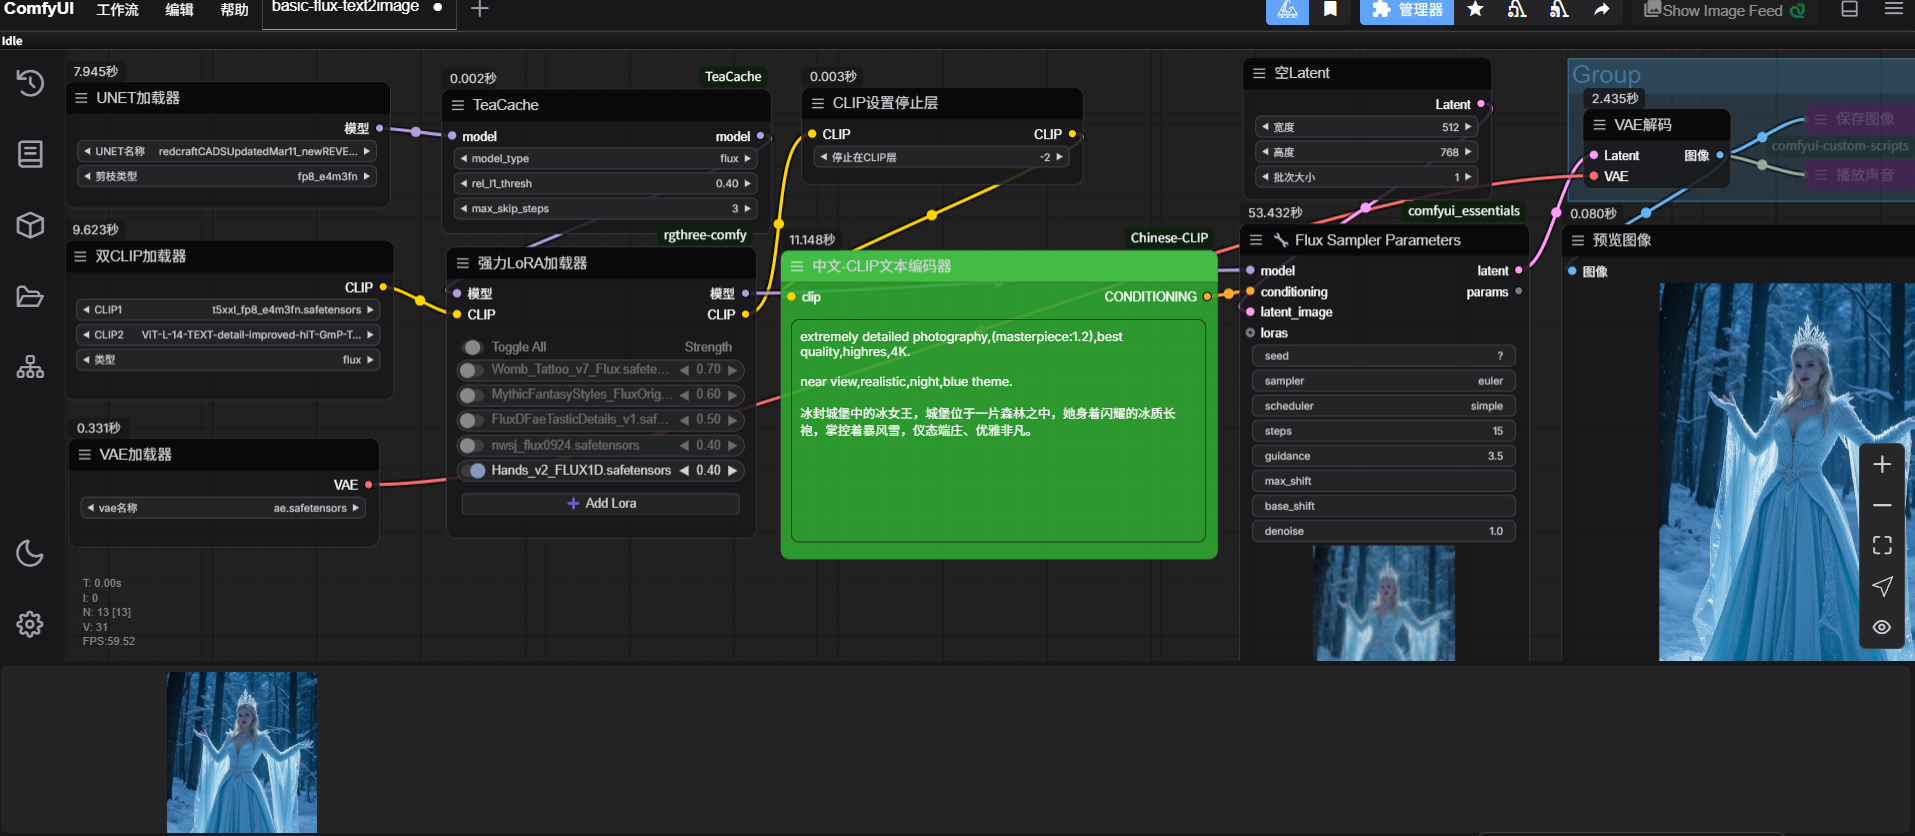 ComfyUI 工作流 编辑 帮助 basic-flux-text2image
管理器 Show Image Feed
Idle
7.945秒
UNET加载器
模型
UNET名称 redcraftCADSUpdatedMar11_newREVE...
剪枝类型 fp8_e4m3fn
9.623秒
双CLIP加载器
CLIP
CLIP1 t5xxl_fp8_e4m3fn.safetensors
CLIP2 ViT-L-14-TEXT-detail-improved-hiT-GmP-T...
类型 flux
0.331秒
VAE加载器
VAE
vae名称 ae.safetensors
T: 0.00s
I: 0
N: 13 [13]
V: 31
FPS:59.52
0.002秒 TeaCache
TeaCache
model model
model_type flux
rel_l1_thresh 0.40
max_skip_steps 3
rgthree-comfy
强力LoRA加载器
模型 模型
CLIP CLIP
Toggle All Strength
Womb_Tattoo_v7_Flux.safete... 0.70
MythicFantasyStyles_FluxOrig... 0.60
FluxDFaeTasticDetails_v1.saf... 0.50
nwsj_flux0924.safetensors 0.40
Hands_v2_FLUX1D.safetensors 0.40
Add Lora
0.003秒
CLIP设置停止层
CLIP CLIP
停止在CLIP层 -2
11.148秒 Chinese-CLIP
中文-CLIP文本编码器
clip CONDITIONING
extremely detailed photography,(masterpiece:1.2),best
quality,highres,4K.
near view,realistic,night,blue theme.
冰封城堡中的冰女王，城堡位于一片森林之中，她身着闪耀的冰质长
袍，掌控着暴风雪，仪态端庄、优雅非凡。
空Latent
Latent
宽度 512
高度 768
批次大小 1
53.432秒 comfyui_essentials
Flux Sampler Parameters
model latent
conditioning params
latent_image
loras
seed ?
sampler euler
scheduler simple
steps 15
guidance 3.5
max_shift
base_shift
denoise 1.0
Group
2.435秒
VAE解码
Latent 图像
VAE
保存图像
comfyui-custom-scripts
播放声音
0.080秒
预览图像
图像